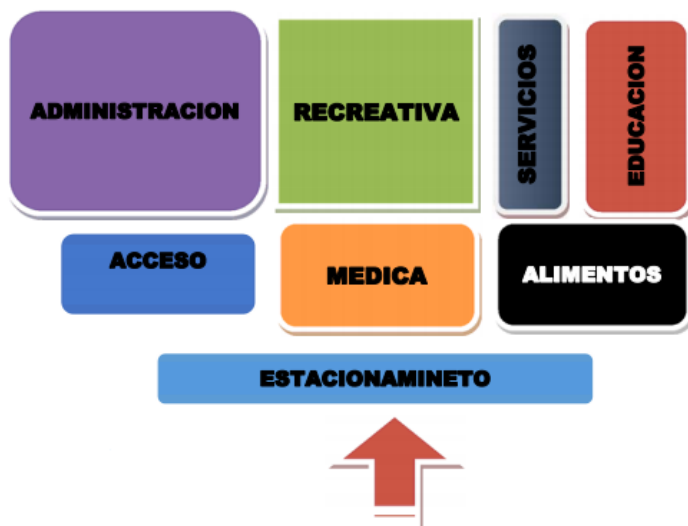 ADMINISTRACION
RECREATIVA
SERVICIOS
EDUCACION
ACCESO
MEDICA
ALIMENTOS
ESTACIONAMINETO